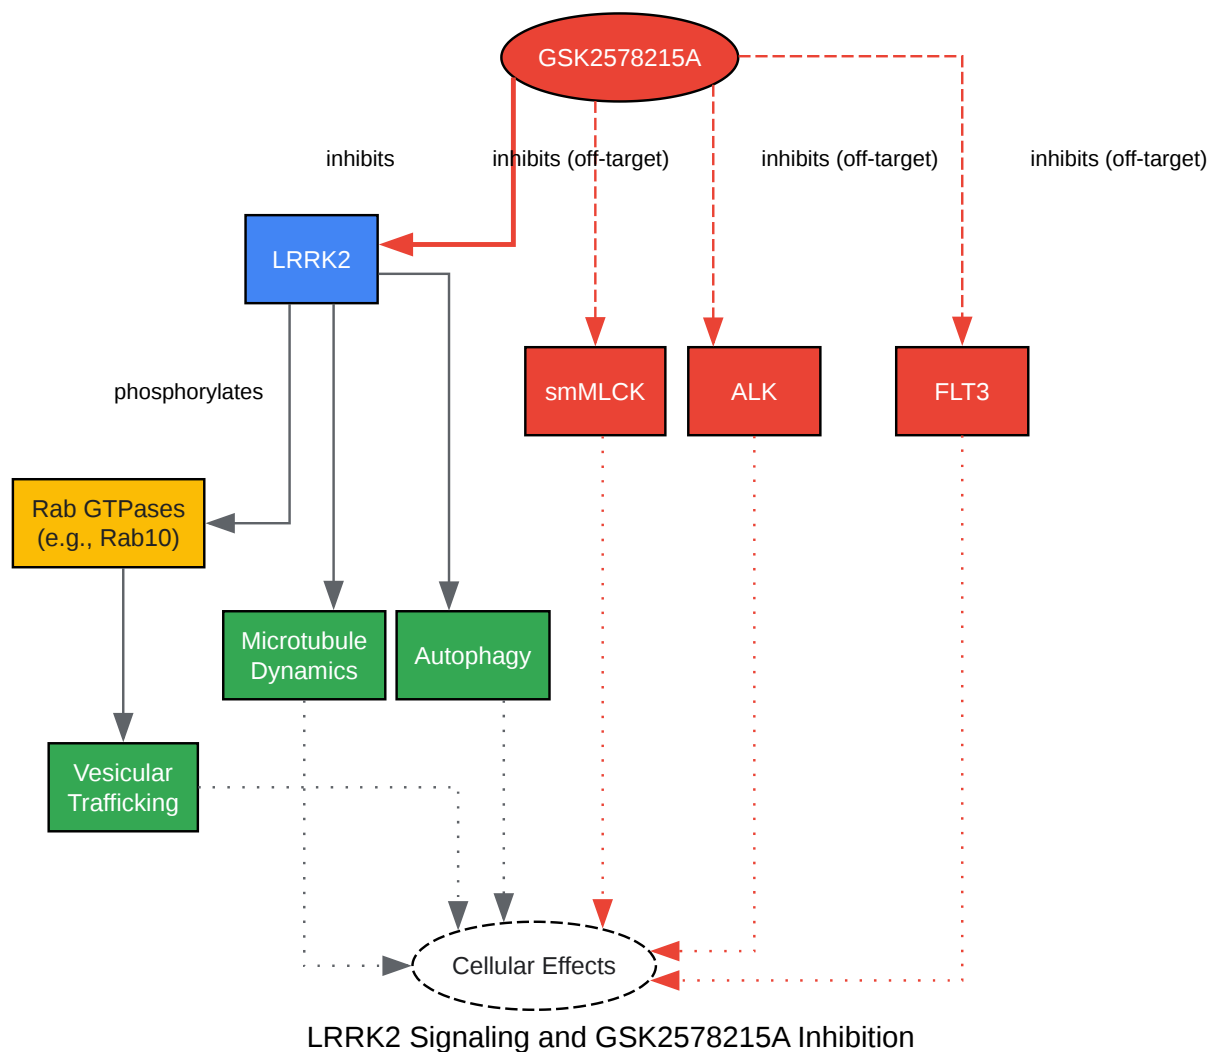 GSK2578215A
inhibits
inhibits (off-target)
inhibits (off-target)
inhibits (off-target)
LRRK2
phosphorylates
smMLCK
ALK
FLT3
Rab GTPases
(e.g., Rab10)
Microtubule
Dynamics
Autophagy
Vesicular
Trafficking
Cellular Effects
LRRK2 Signaling and GSK2578215A Inhibition